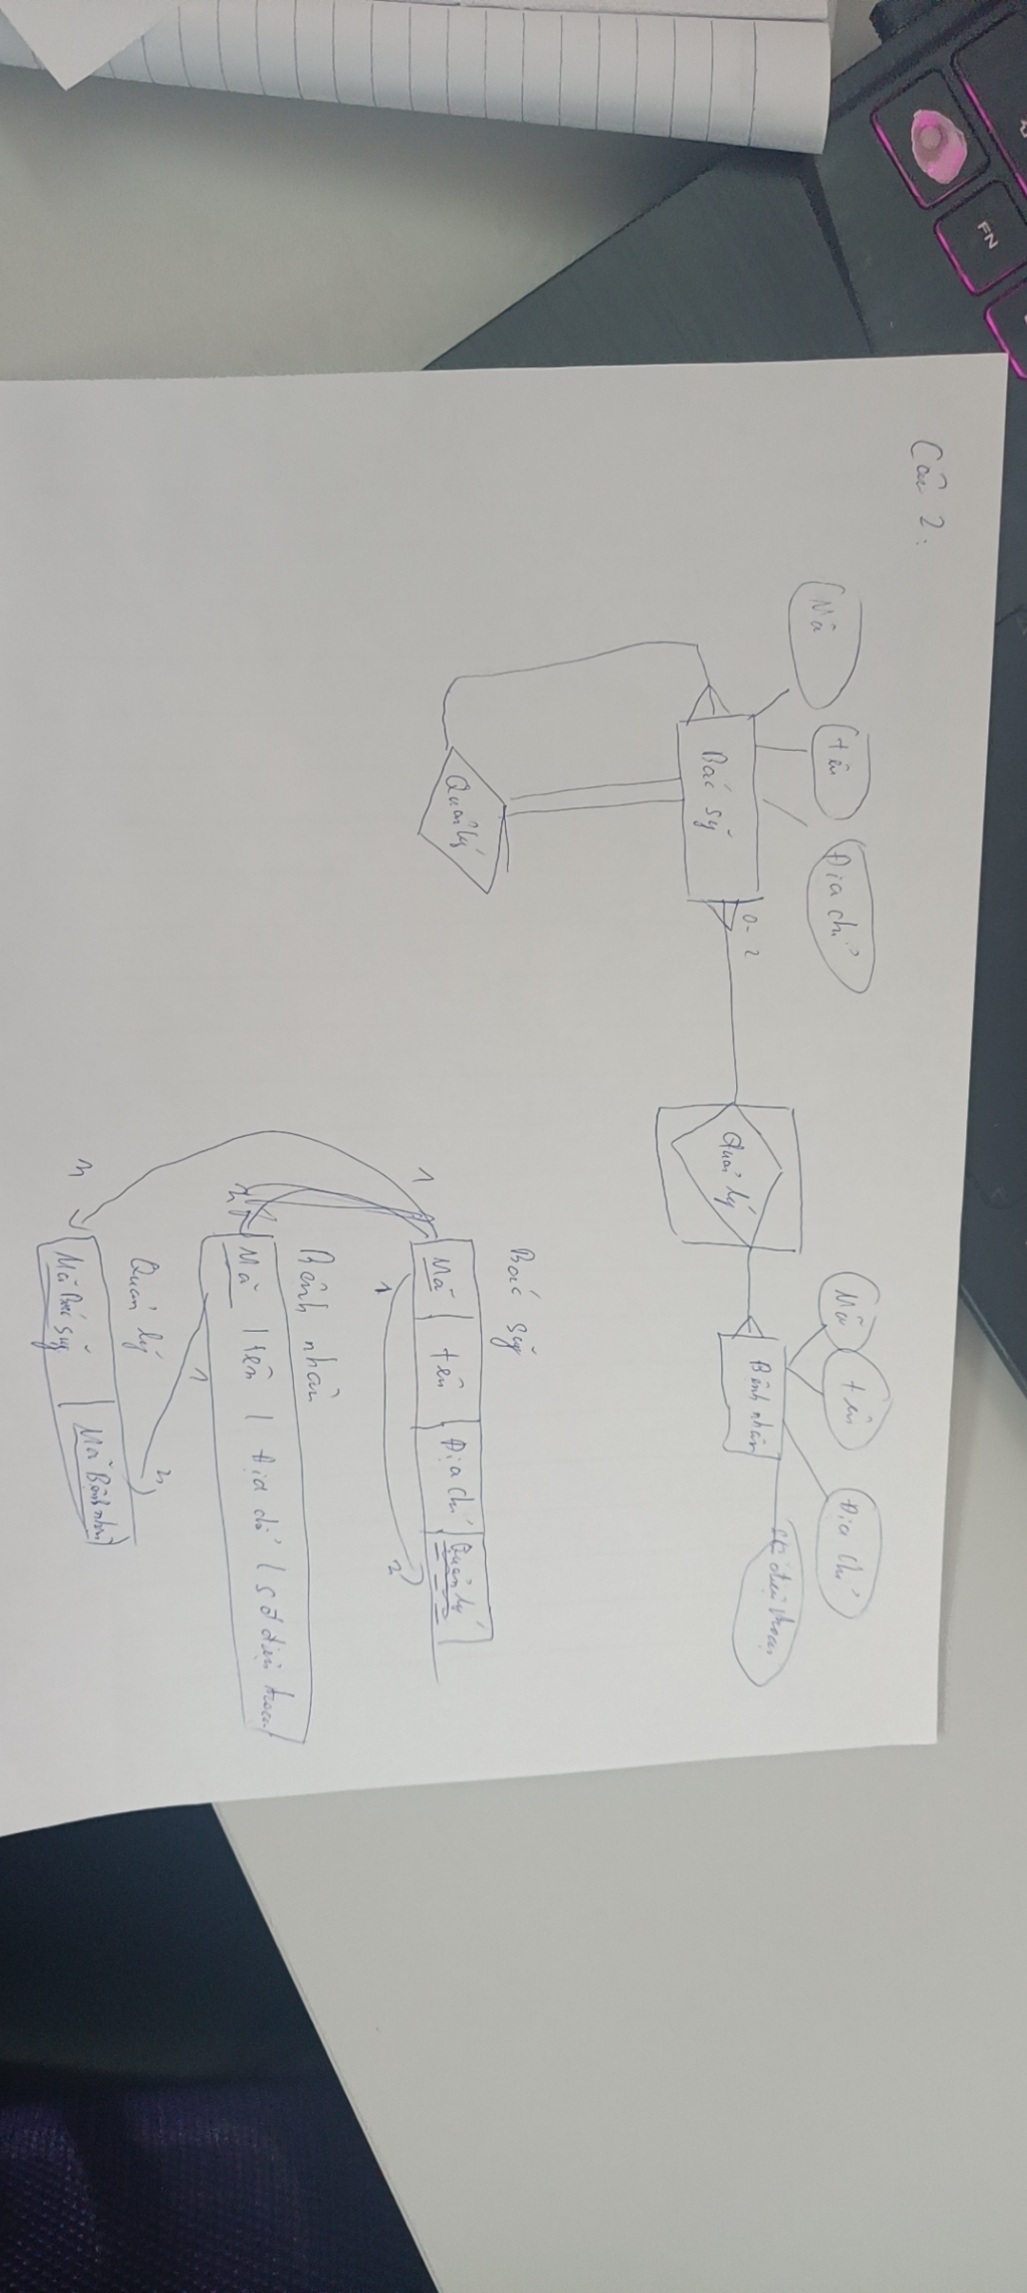 Câu 2:
Mã
tên
Địa chỉ
Bác sỹ
0-2
Quản lý
Quản lý
Mã
tên
Địa chỉ
Số điện thoại
Bệnh nhân
Bác sỹ
1
Mã | tên | Địa chỉ | Quản lý
1
2
Bệnh nhân
Mã | tên | Địa chỉ | Số điện thoại
1
Quản lý
n
Mã Bác sỹ | Mã Bệnh nhân
FN